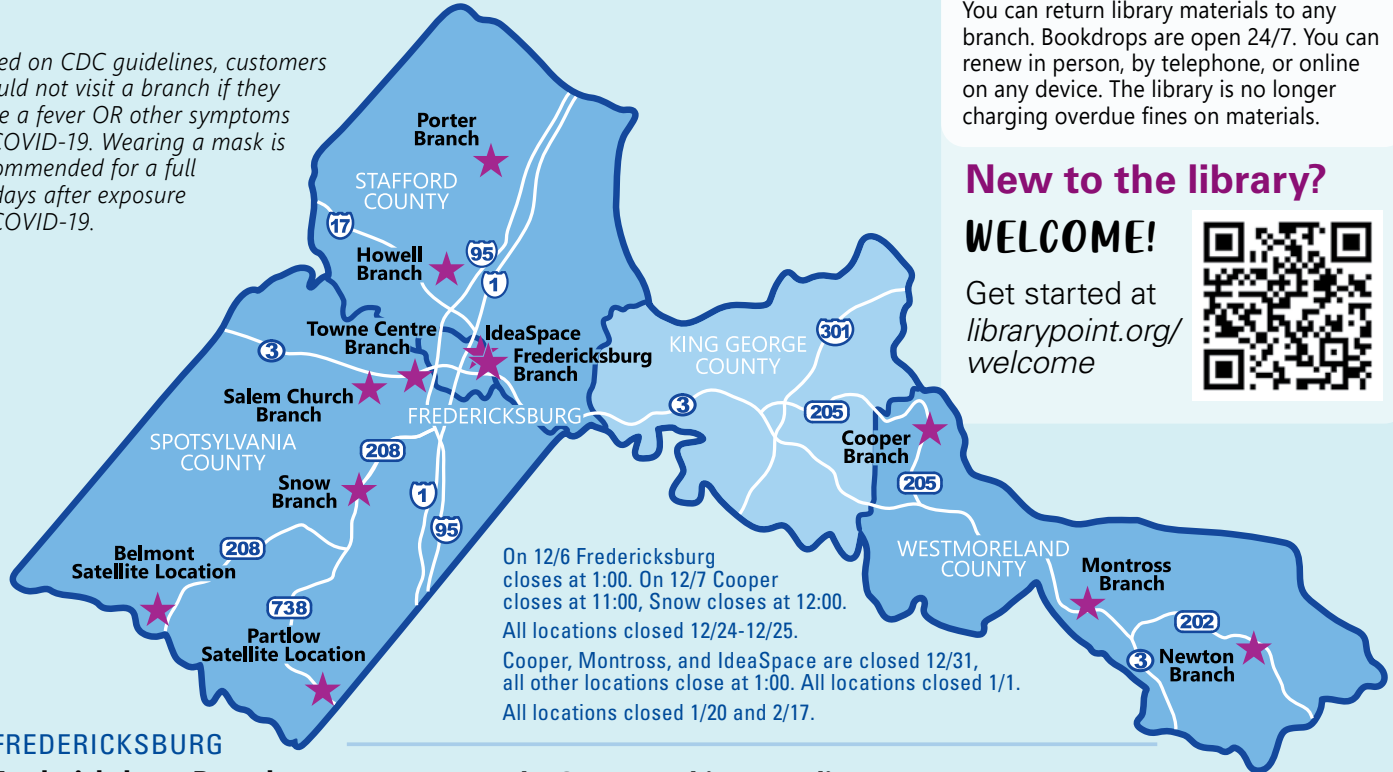 You can return library materials to any
branch. Bookdrops are open 24/7. You can
renew in person, by telephone, or online
on any device. The library is no longer
charging overdue fines on materials.
New to the library?
WELCOME!
Get started at
librarypoint.org/
welcome
ed on CDC guidelines, customers
uld not visit a branch if they
e a fever OR other symptoms
COVID-19. Wearing a mask is
ommended for a full
days after exposure
COVID-19.
Porter
Branch
STAFFORD
COUNTY
17
Howell
Branch
95
1
Towne Centre
Branch
IdeaSpace
Fredericksburg
Branch
3
Salem Church
Branch
FREDERICKSBURG
SPOTSYLVANIA
COUNTY
208
Snow
Branch
1
95
208
Belmont
Satellite Location
738
Partlow
Satellite Location
KING GEORGE
COUNTY
301
3
205
Cooper
Branch
205
WESTMORELAND
COUNTY
Montross
Branch
202
3
Newton
Branch
On 12/6 Fredericksburg
closes at 1:00. On 12/7 Cooper
closes at 11:00, Snow closes at 12:00.
All locations closed 12/24-12/25.
Cooper, Montross, and IdeaSpace are closed 12/31,
all other locations close at 1:00. All locations closed 1/1.
All locations closed 1/20 and 2/17.
FREDERICKSBURG